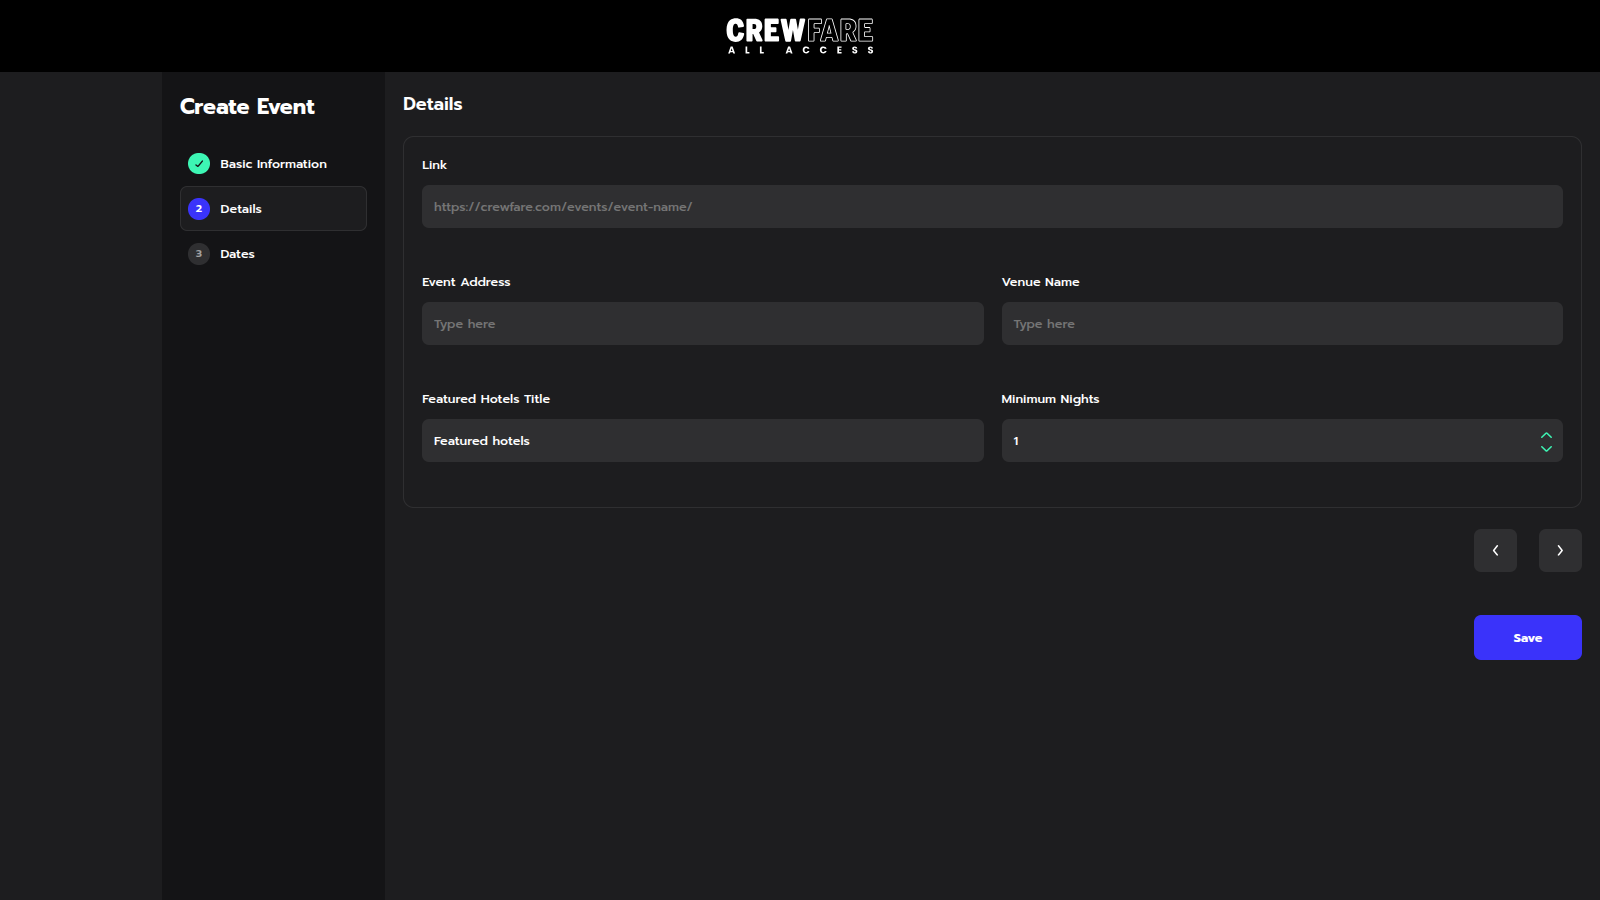 CREWFARE
ALL ACCESS
Create Event
Basic Information
2 Details
3 Dates
Details
Link
https://crewfare.com/events/event-name/
Event Address
Type here
Venue Name
Type here
Featured Hotels Title
Featured hotels
Minimum Nights
1
Save